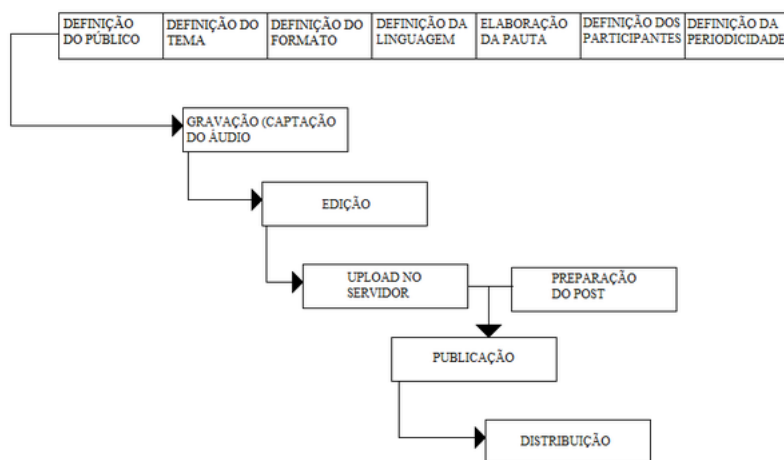 DEFINIÇÃO
DO PÚBLICO
DEFINIÇÃO DO
TEMA
DEFINIÇÃO DO
FORMATO
DEFINIÇÃO DA
LINGUAGEM
ELABORAÇÃO
DA PAUTA
DEFINIÇÃO DOS
PARTICIPANTES
DEFINIÇÃO DA
PERIODICIDADE
GRAVAÇÃO (CAPTAÇÃO
DO ÁUDIO
EDIÇÃO
UPLOAD NO
SERVIDOR
PREPARAÇÃO
DO POST
PUBLICAÇÃO
DISTRIBUIÇÃO